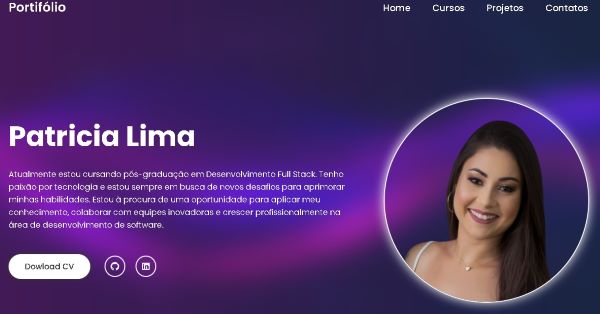 Portifólio
Home Cursos Projetos Contatos
Patricia Lima
Atualmente estou cursando pós-graduação em Desenvolvimento Full Stack. Tenho
paixão por tecnologia e estou sempre em busca de novos desafios para aprimorar
minhas habilidades. Estou à procura de uma oportunidade para aplicar meu
conhecimento, colaborar com equipes inovadoras e crescer profissionalmente na
área de desenvolvimento de software.
Dowload CV